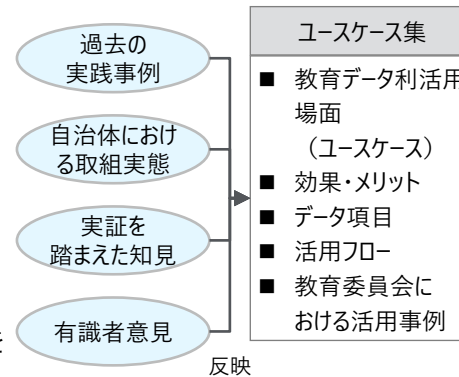 過去の
実践事例
自治体におけ
る取組実態
実証を
踏まえた知見
有識者意見
反映
ユースケース集
■ 教育データ利活用
場面
（ユースケース）
■ 効果・メリット
■ データ項目
■ 活用フロー
■ 教育委員会に
おける活用事例